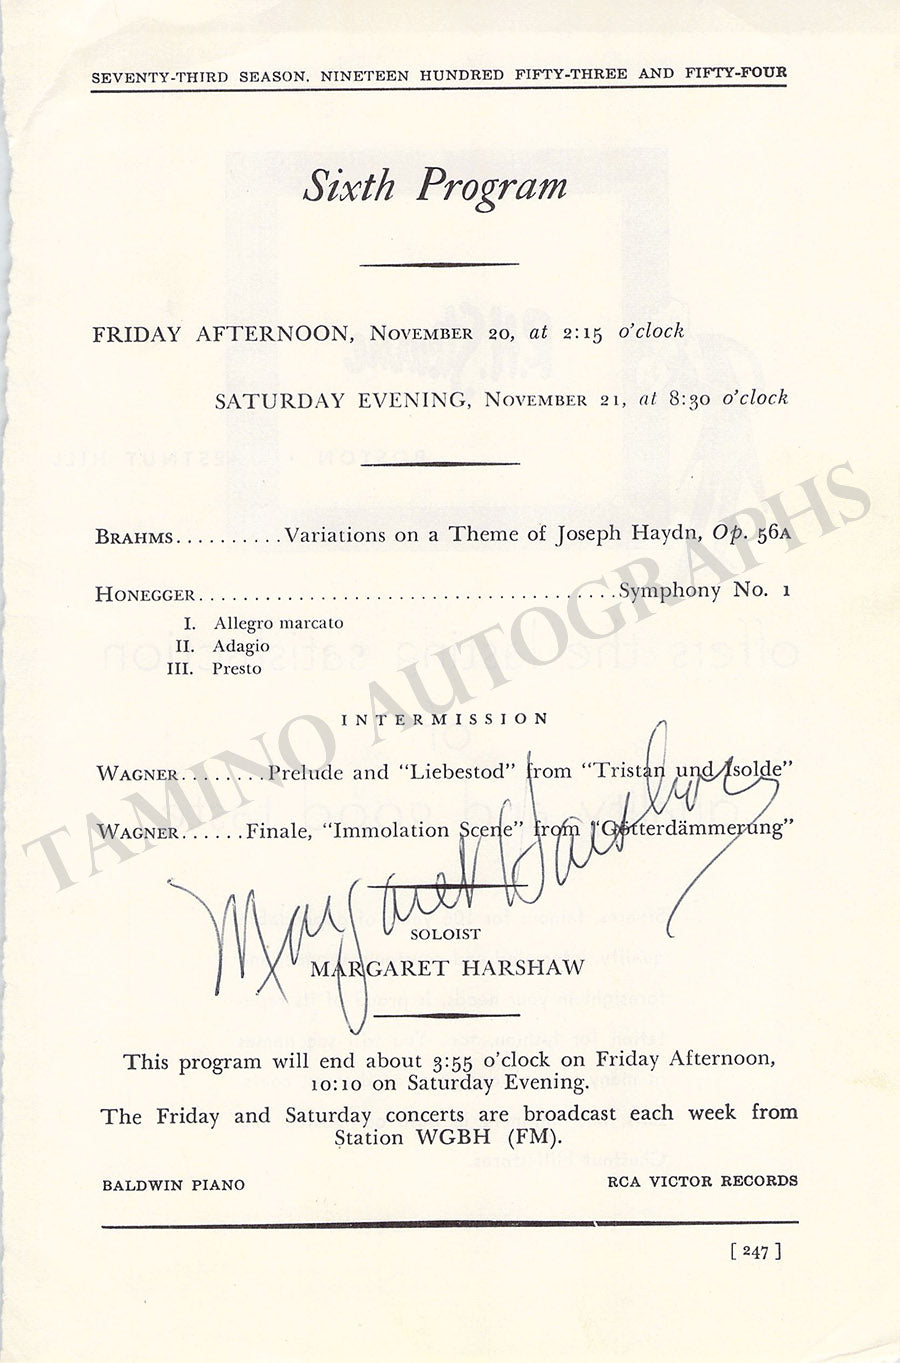 SEVENTY-THIRD SEASON, NINETEEN HUNDRED FIFTY-THREE AND FIFTY-FOUR
Sixth Program
FRIDAY AFTERNOON, NOVEMBER 20, at 2:15 o'clock
SATURDAY EVENING, NOVEMBER 21, at 8:30 o'clock
BRAHMS..........Variations on a Theme of Joseph Haydn, Op. 56A
HONEGGER......................................Symphony No. 1
I. Allegro marcato
II. Adagio
III. Presto
INTERMISSION
WAGNER........Prelude and "Liebestod" from "Tristan und Isolde"
WAGNER......Finale, "Immolation Scene" from "Götterdämmerung"
Margaret Harshaw
SOLOIST
MARGARET HARSHAW
This program will end about 3:55 o'clock on Friday Afternoon,
10:10 on Saturday Evening.
The Friday and Saturday concerts are broadcast each week from
Station WGBH (FM).
BALDWIN PIANO RCA VICTOR RECORDS
[ 247 ]
TAMINO AUTOGRAPHS